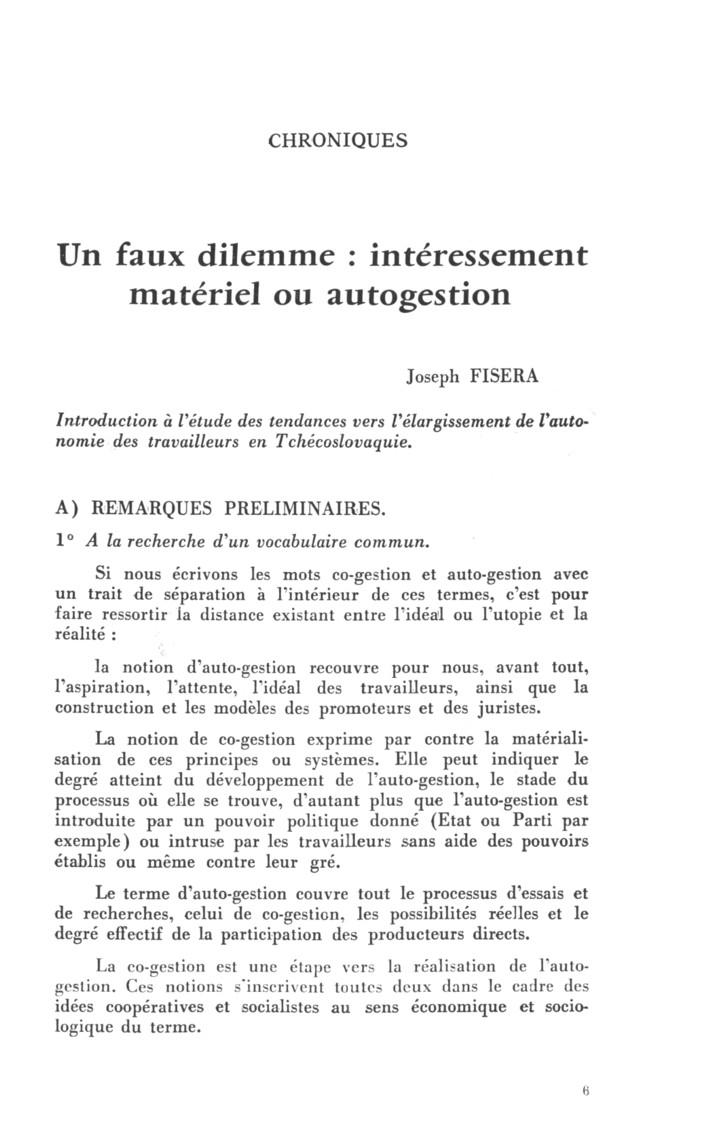 CHRONIQUES
Un faux dilemme : intéressement
matériel ou autogestion
Joseph FISERA
Introduction à l'étude des tendances vers l'élargissement de l'auto-
nomie des travailleurs en Tchécoslovaquie.
A) REMARQUES PRELIMINAIRES.
1° A la recherche d'un vocabulaire commun.
Si nous écrivons les mots co-gestion et auto-gestion avec
un trait de séparation à l'intérieur de ces termes, c'est pour
faire ressortir la distance existant entre l'idéal ou l'utopie et la
réalité :
la notion d'auto-gestion recouvre pour nous, avant tout,
l'aspiration, l'attente, l'idéal des travailleurs, ainsi que la
construction et les modèles des promoteurs et des juristes.
La notion de co-gestion exprime par contre la matériali-
sation de ces principes ou systèmes. Elle peut indiquer le
degré atteint du développement de l'auto-gestion, le stade du
processus où elle se trouve, d'autant plus que l'auto-gestion est
introduite par un pouvoir politique donné (Etat ou Parti par
exemple) ou intruse par les travailleurs sans aide des pouvoirs
établis ou même contre leur gré.
Le terme d'auto-gestion couvre tout le processus d'essais et
de recherches, celui de co-gestion, les possibilités réelles et le
degré effectif de la participation des producteurs directs.
La co-gestion est une étape vers la réalisation de l'auto-
gestion. Ces notions s'inscrivent toutes deux dans le cadre des
idées coopératives et socialistes au sens économique et socio-
logique du terme.
6